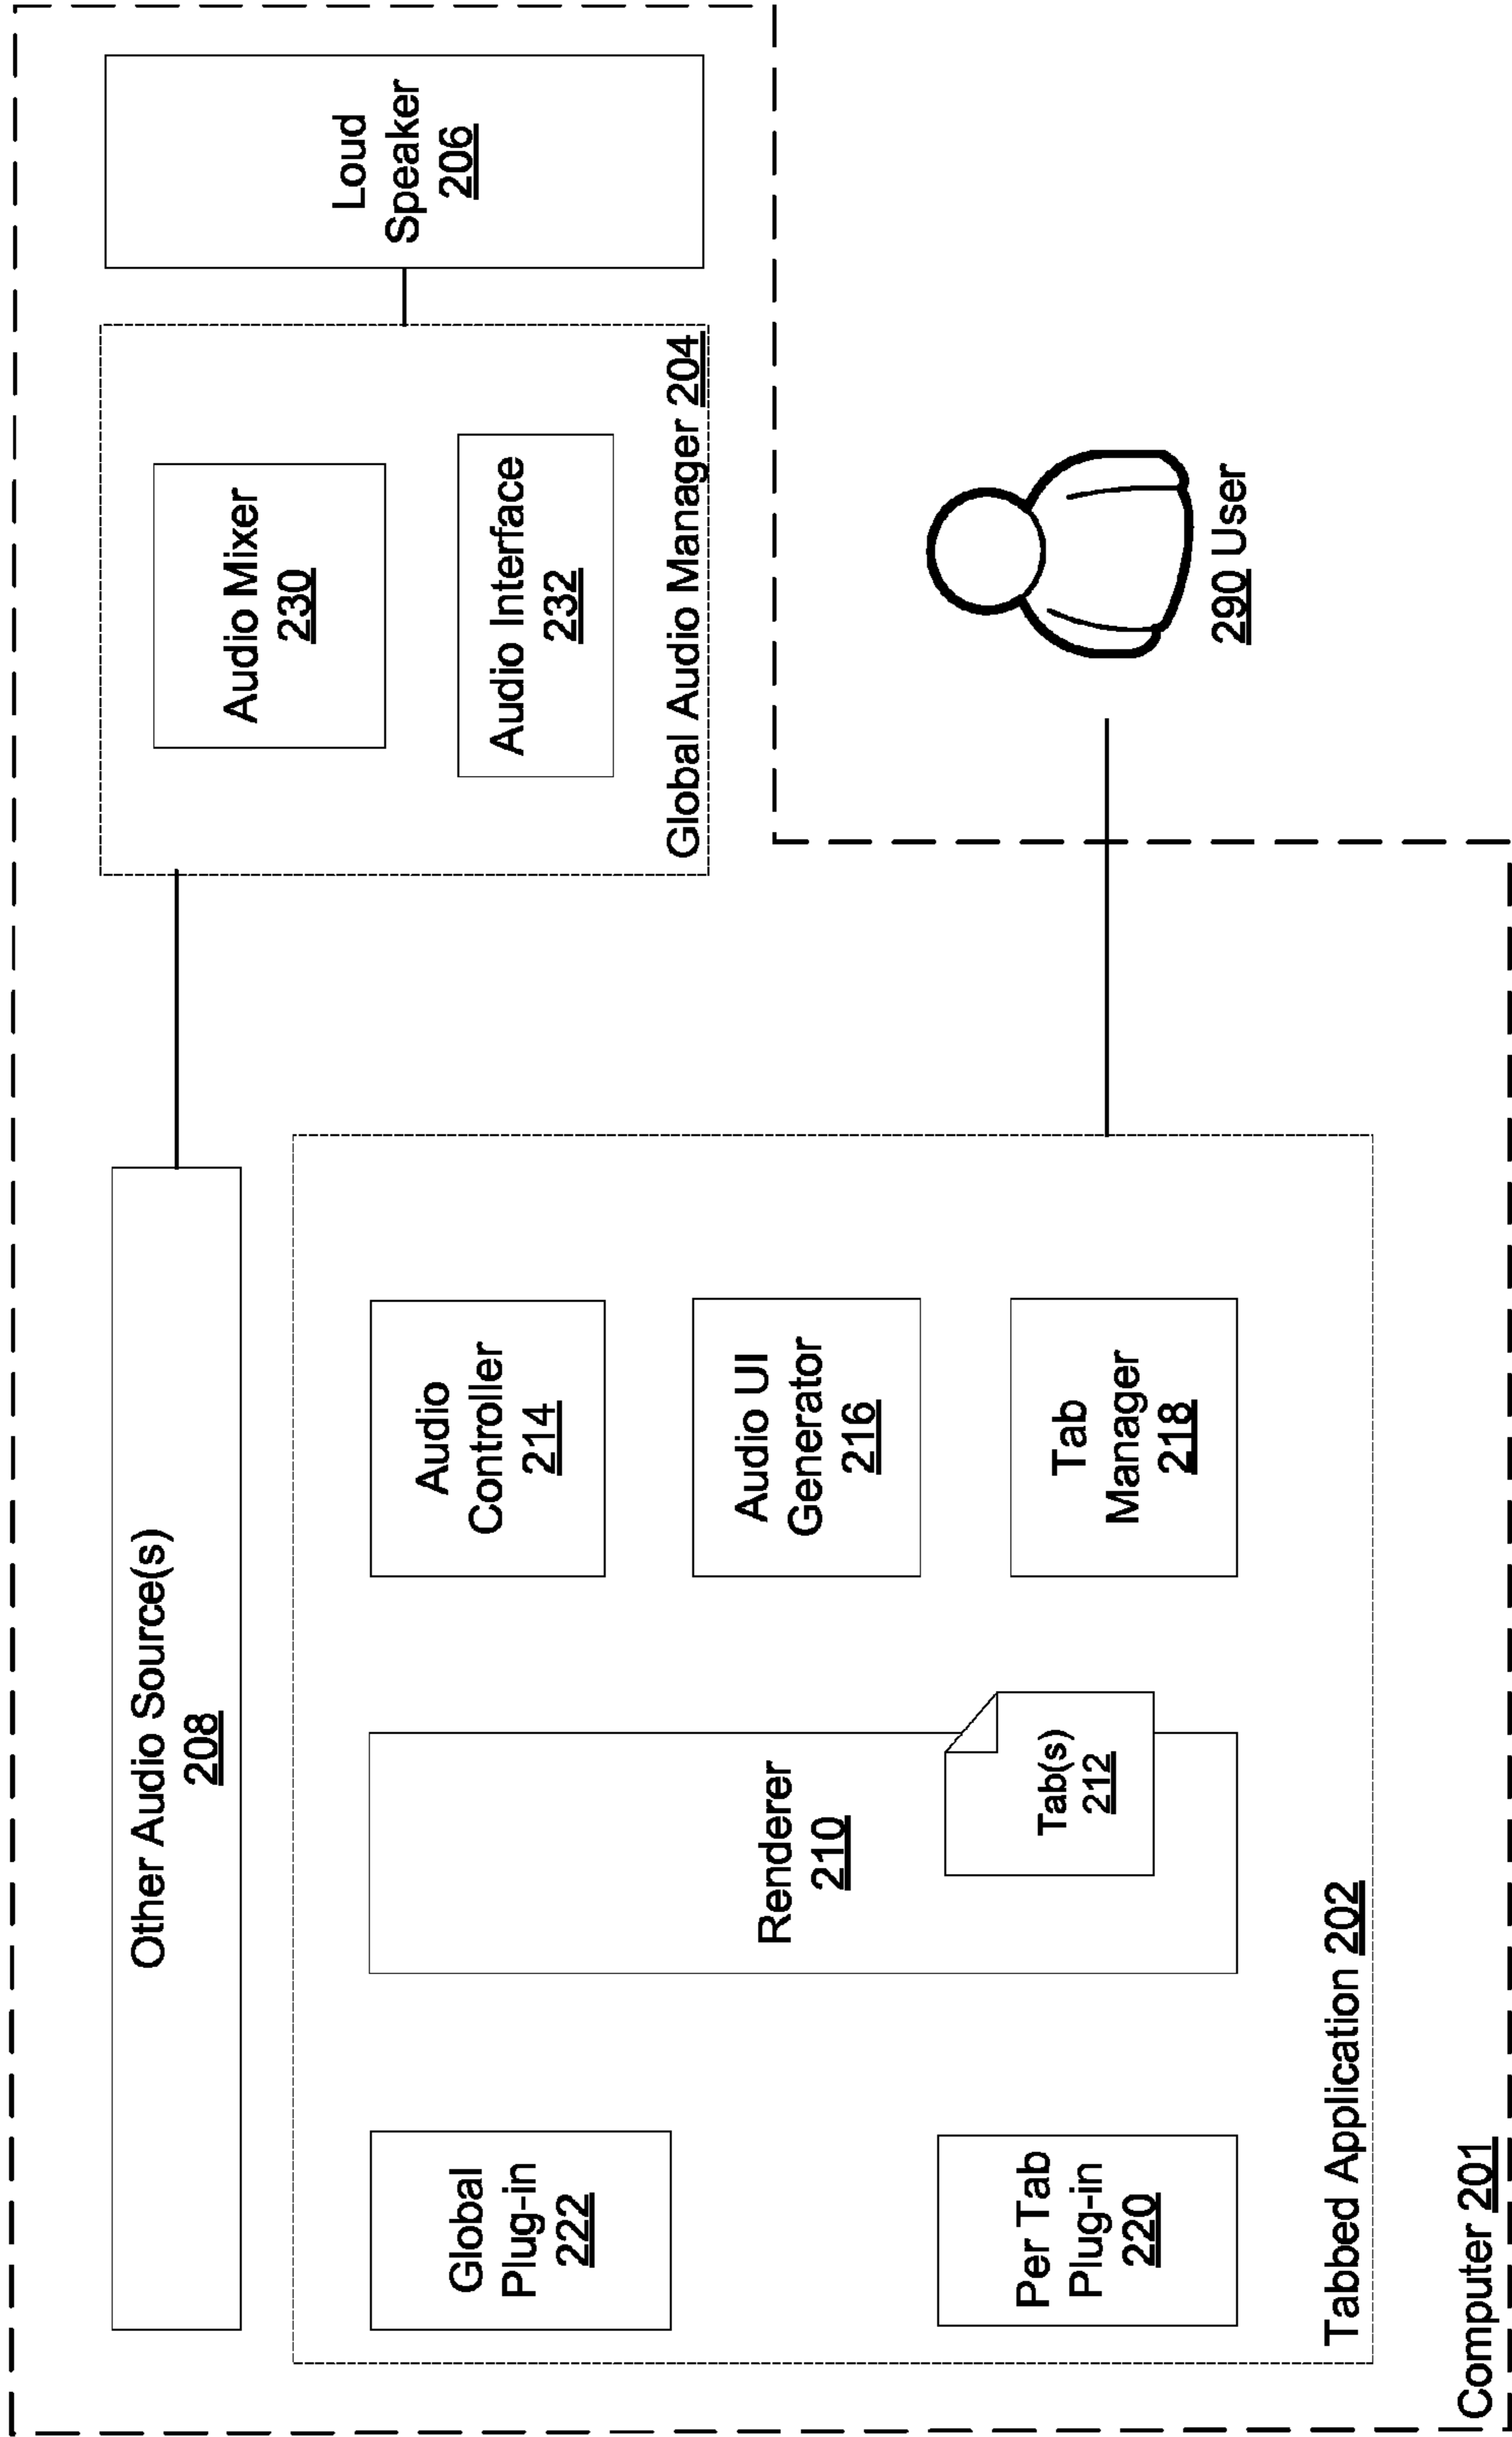 Other Audio Source(s)
208
Audio Mixer
230
Audio Interface
232
Global Audio Manager 204
Loud
Speaker
206
Global
Plug-in
222
Per Tab
Plug-in
220
Renderer
210
Tab(s)
212
Audio
Controller
214
Audio UI
Generator
216
Tab
Manager
218
Tabbed Application 202
290 User
Computer 201